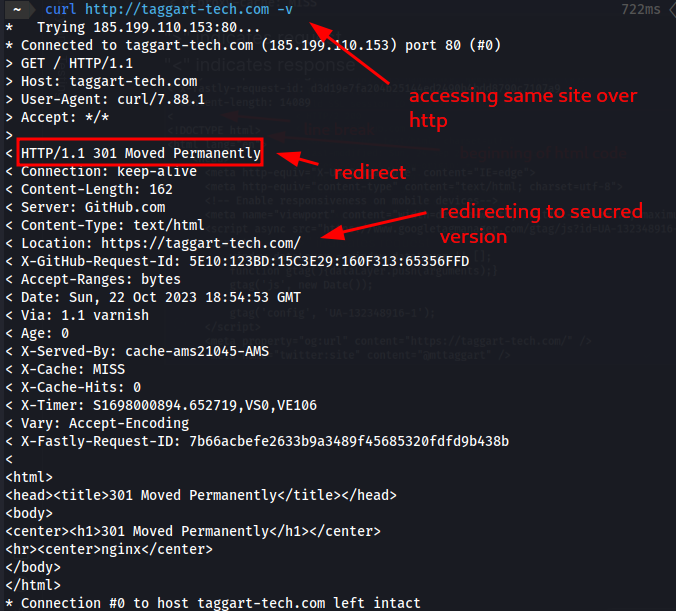 ~ curl http://taggart-tech.com -v 722ms
* Trying 185.199.110.153:80...
* Connected to taggart-tech.com (185.199.110.153) port 80 (#0)
> GET / HTTP/1.1
> Host: taggart-tech.com
> User-Agent: curl/7.88.1
> Accept: */*
>
accessing same site over
http
< HTTP/1.1 301 Moved Permanently
redirect
< Connection: keep-alive
< Content-Length: 162
< Server: GitHub.com
< Content-Type: text/html
< Location: https://taggart-tech.com/
redirecting to seucred
version
< X-GitHub-Request-Id: 5E10:123BD:15C3E29:160F313:65356FFD
< Accept-Ranges: bytes
< Date: Sun, 22 Oct 2023 18:54:53 GMT
< Via: 1.1 varnish
< Age: 0
< X-Served-By: cache-ams21045-AMS
< X-Cache: MISS
< X-Cache-Hits: 0
< X-Timer: S1698000894.652719,VS0,VE106
< Vary: Accept-Encoding
< X-Fastly-Request-ID: 7b66acbefe2633b9a3489f45685320fdfd9b438b
<
<html>
<head><title>301 Moved Permanently</title></head>
<body>
<center><h1>301 Moved Permanently</h1></center>
<hr><center>nginx</center>
</body>
</html>
* Connection #0 to host taggart-tech.com left intact